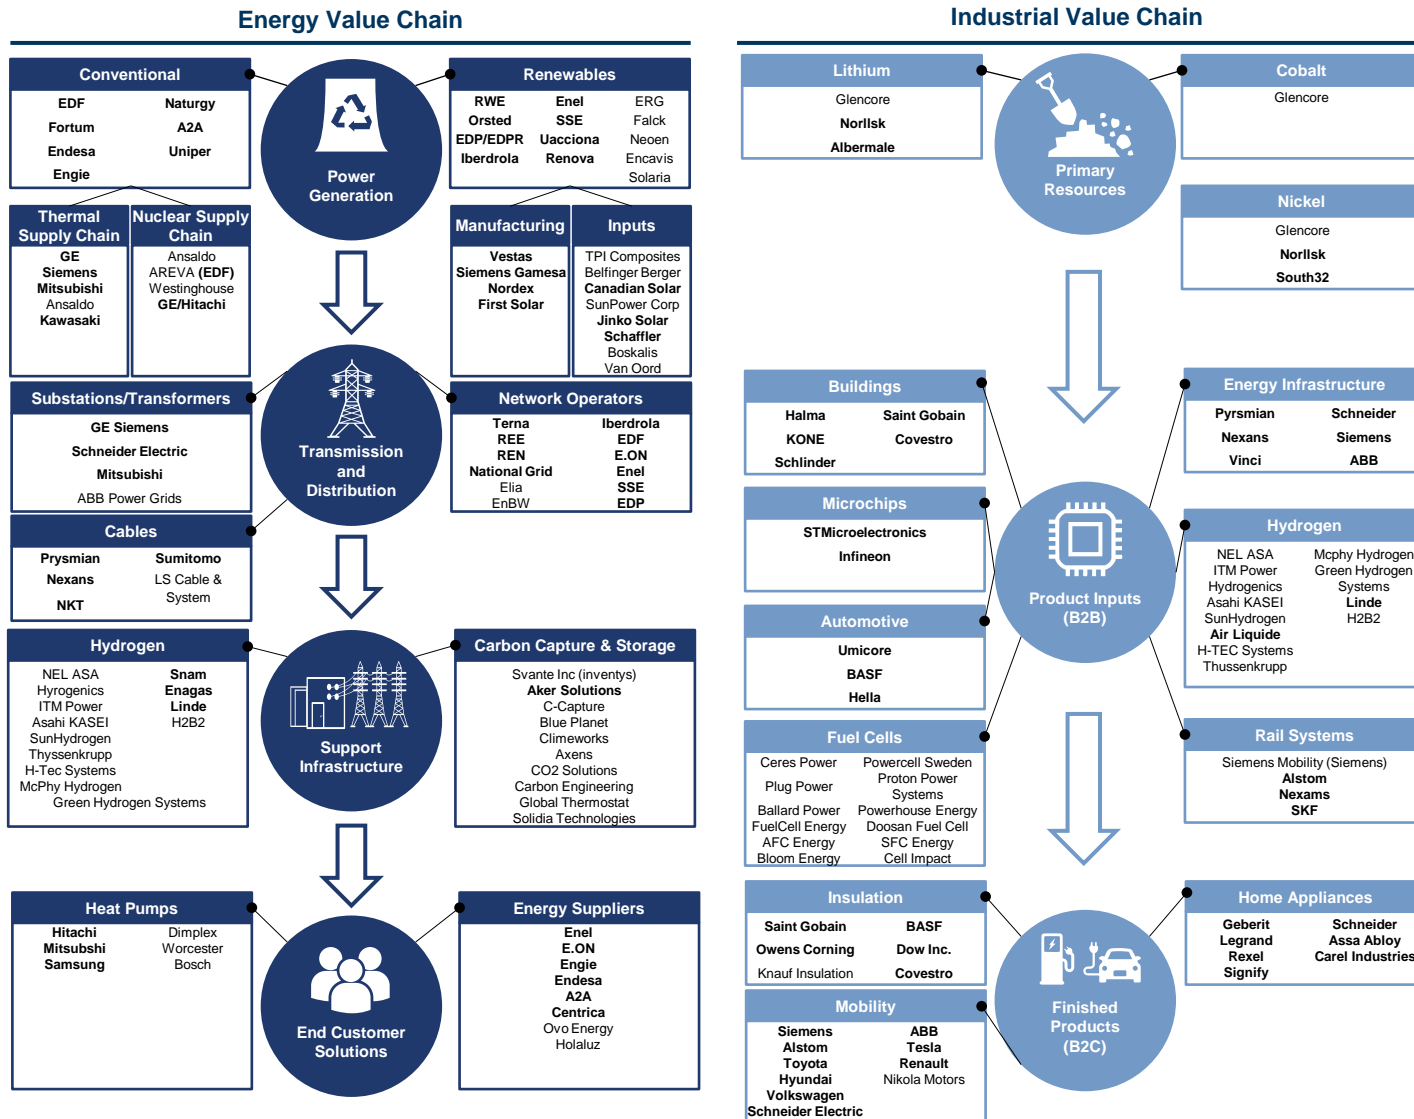 Energy Value Chain
Conventional
EDF
Fortum
Endesa
Engie
Naturgy
A2A
Uniper
Power
Generation
Renewables
RWE
Orsted
EDP/EDPR
Iberdrola
Enel
SSE
Uacciona
Renova
ERG
Falck
Neoen
Encavis
Solaria
Thermal
Supply Chain
GE
Siemens
Mitsubishi
Ansaldo
Kawasaki
Nuclear Supply
Chain
Ansaldo
AREVA (EDF)
Westinghouse
GE/Hitachi
Manufacturing
Vestas
Siemens Gamesa
Nordex
First Solar
Inputs
TPI Composites
Belfinger Berger
Canadian Solar
SunPower Corp
Jinko Solar
Schaffler
Boskalis
Van Oord
Substations/Transformers
GE Siemens
Schneider Electric
Mitsubishi
ABB Power Grids
Transmission
and
Distribution
Network Operators
Terna
REE
REN
National Grid
Elia
EnBW
Iberdrola
EDF
E.ON
Enel
SSE
EDP
Cables
Prysmian
Nexans
NKT
Sumitomo
LS Cable &
System
Hydrogen
NEL ASA
Hyrogenics
ITM Power
Asahi KASEI
SunHydrogen
Thyssenkrupp
H-Tec Systems
McPhy Hydrogen
Green Hydrogen Systems
Snam
Enagas
Linde
H2B2
Support
Infrastructure
Carbon Capture & Storage
Svante Inc (inventys)
Aker Solutions
C-Capture
Blue Planet
Climeworks
Axens
CO2 Solutions
Carbon Engineering
Global Thermostat
Solidia Technologies
Heat Pumps
Hitachi
Mitsubshi
Samsung
Dimplex
Worcester
Bosch
End Customer
Solutions
Energy Suppliers
Enel
E.ON
Engie
Endesa
A2A
Centrica
Ovo Energy
Holaluz
Industrial Value Chain
Lithium
Glencore
Norllsk
Albermale
Primary
Resources
Cobalt
Glencore
Nickel
Glencore
Norllsk
South32
Buildings
Halma
KONE
Schlinder
Saint Gobain
Covestro
Energy Infrastructure
Pyrsmian
Nexans
Vinci
Schneider
Siemens
ABB
Microchips
STMicroelectronics
Infineon
Product Inputs
(B2B)
Hydrogen
NEL ASA
ITM Power
Hydrogenics
Asahi KASEI
SunHydrogen
Air Liquide
H-TEC Systems
Thussenkrupp
Mcphy Hydrogen
Green Hydrogen
Systems
Linde
H2B2
Automotive
Umicore
BASF
Hella
Fuel Cells
Ceres Power
Plug Power
Ballard Power
FuelCell Energy
AFC Energy
Bloom Energy
Powercell Sweden
Proton Power
Systems
Powerhouse Energy
Doosan Fuel Cell
SFC Energy
Cell Impact
Rail Systems
Siemens Mobility (Siemens)
Alstom
Nexams
SKF
Insulation
Saint Gobain
Owens Corning
Knauf Insulation
BASF
Dow Inc.
Covestro
Finished
Products
(B2C)
Home Appliances
Geberit
Legrand
Rexel
Signify
Schneider
Assa Abloy
Carel Industries
Mobility
Siemens
Alstom
Toyota
Hyundai
Volkswagen
Schneider Electric
ABB
Tesla
Renault
Nikola Motors